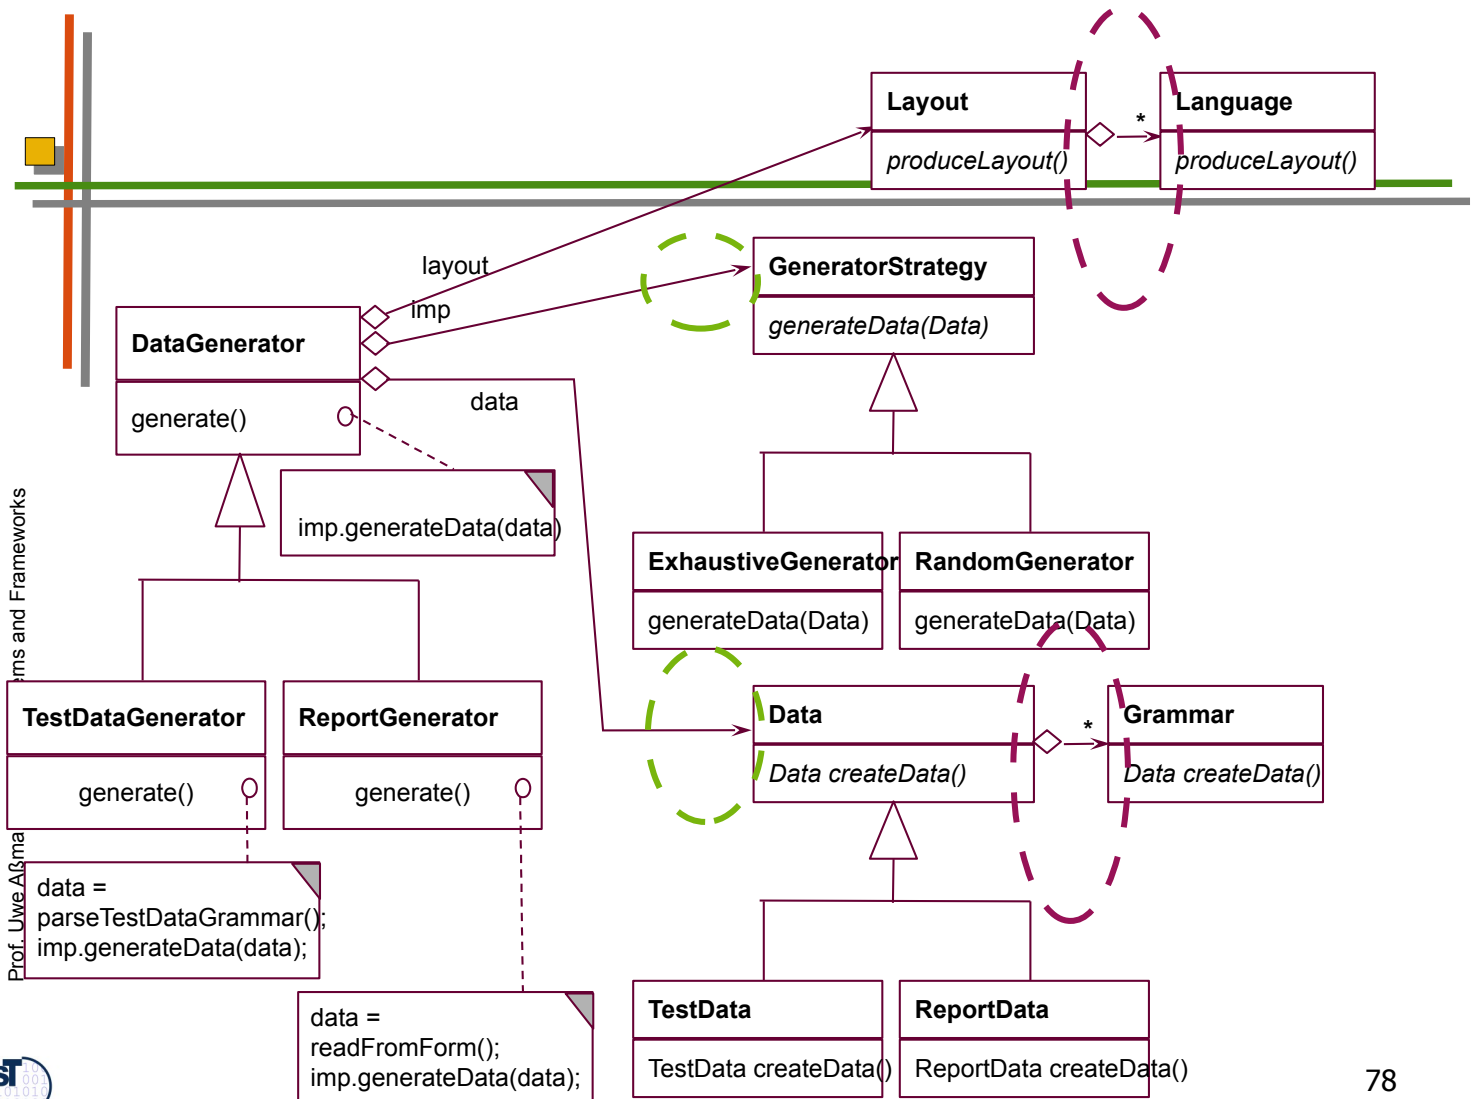 Layout
produceLayout()
*
Language
produceLayout()
layout
imp
data
GeneratorStrategy
generateData(Data)
DataGenerator
generate()
imp.generateData(data)
ExhaustiveGenerator
generateData(Data)
RandomGenerator
generateData(Data)
TestDataGenerator
generate()
ReportGenerator
generate()
Data
Data createData()
*
Grammar
Data createData()
data =
parseTestDataGrammar();
imp.generateData(data);
data =
readFromForm();
imp.generateData(data);
TestData
TestData createData()
ReportData
ReportData createData()
Prof. Uwe Aßma
and Frameworks
78